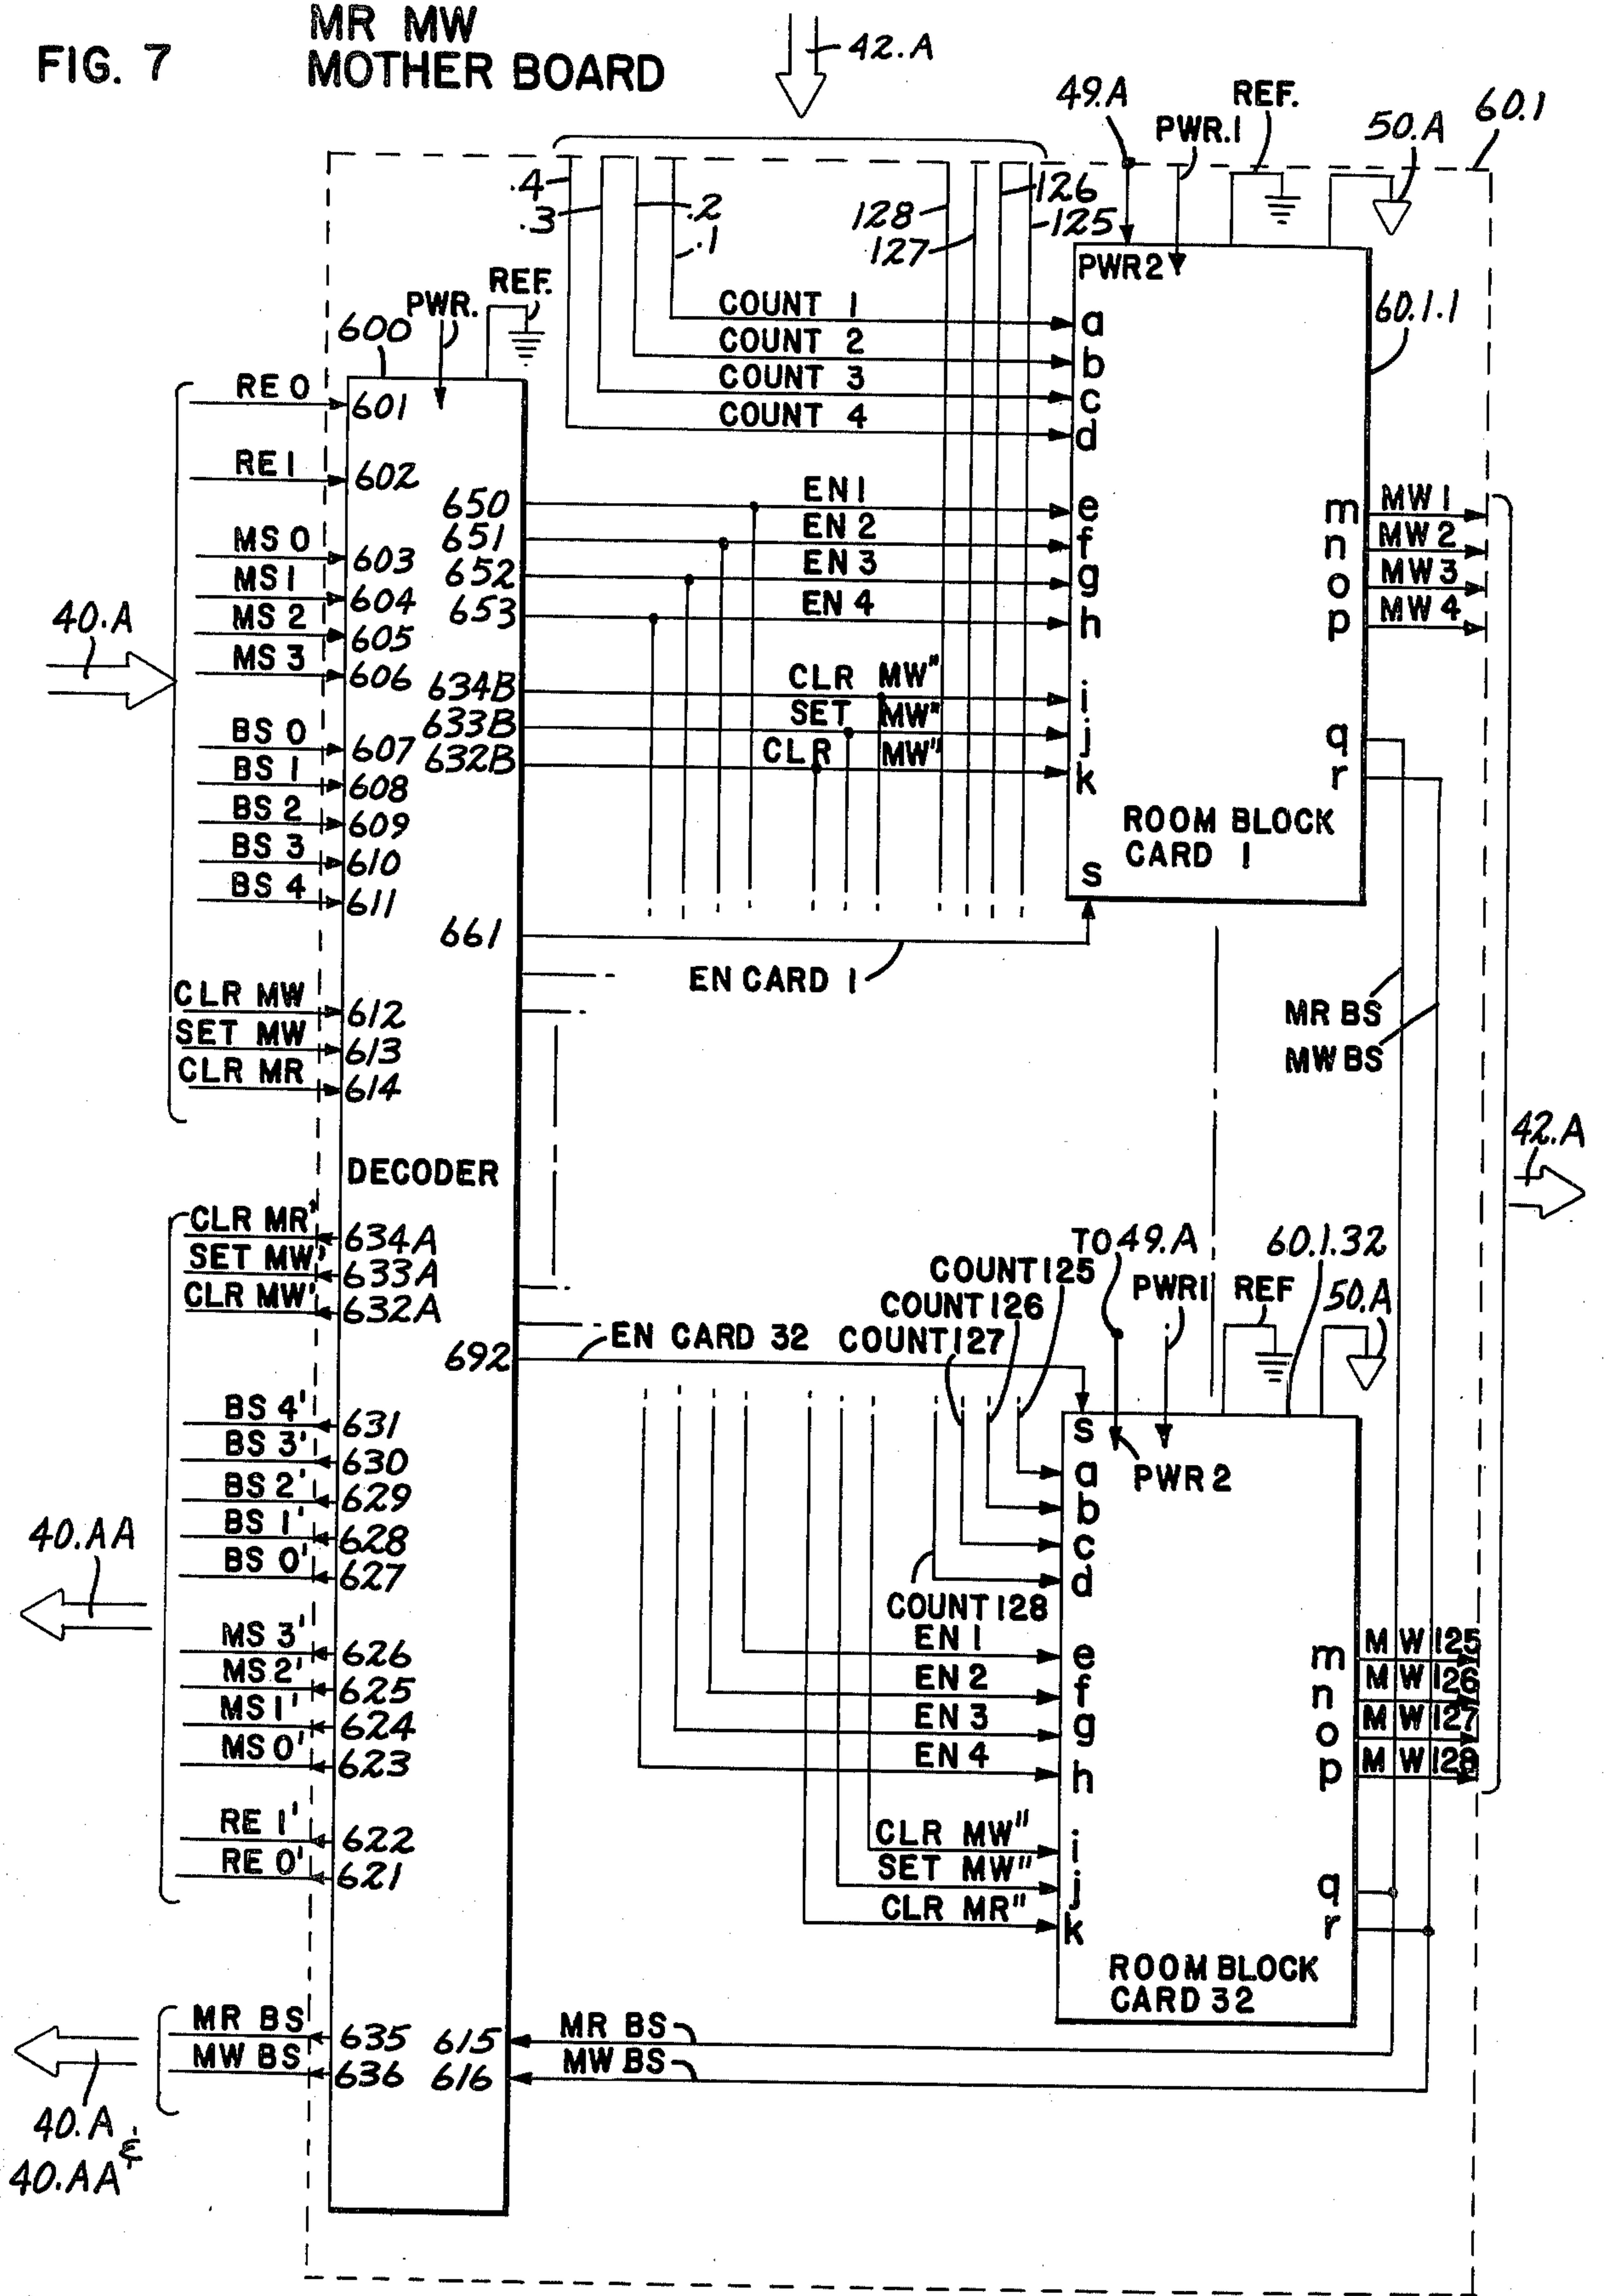 FIG. 7
MR MW
MOTHER BOARD
42.A
49.A
PWR.1
REF.
50.A
60.1
.4
.3
.2
.1
128
127
126
125
PWR2
60.1.1
600
PWR.
REF.
COUNT 1
a
COUNT 2
b
COUNT 3
c
COUNT 4
d
RE 0
601
RE 1
602
650
EN 1
e
651
EN 2
f
652
EN 3
g
653
EN 4
h
m
MW 1
n
MW 2
o
MW 3
p
MW 4
40.A
MS 0
603
MS 1
604
MS 2
605
MS 3
606
634B
CLR MW"
i
633B
SET MW"
j
632B
CLR MW"
k
q
r
BS 0
607
BS 1
608
BS 2
609
BS 3
610
BS 4
611
ROOM BLOCK
CARD 1
s
661
EN CARD 1
CLR MW
612
SET MW
613
CLR MR
614
MR BS
MW BS
42.A
DECODER
CLR MR'
634A
SET MW'
633A
CLR MW'
632A
TO 49.A
60.1.32
COUNT 125
PWR1
REF
50.A
COUNT 126
COUNT 127
692
EN CARD 32
BS 4'
631
BS 3'
630
BS 2'
629
BS 1'
628
BS 0'
627
40.AA
s
PWR 2
a
b
c
d
COUNT 128
MS 3'
626
MS 2'
625
MS 1'
624
MS 0'
623
EN 1
e
EN 2
f
EN 3
g
EN 4
h
m
MW 125
n
MW 126
o
MW 127
p
MW 128
RE 1'
622
RE 0'
621
CLR MW"
i
SET MW"
j
CLR MR"
k
q
r
ROOM BLOCK
CARD 32
MR BS
635
615
MR BS
MW BS
636
616
MW BS
40.A &
40.AA